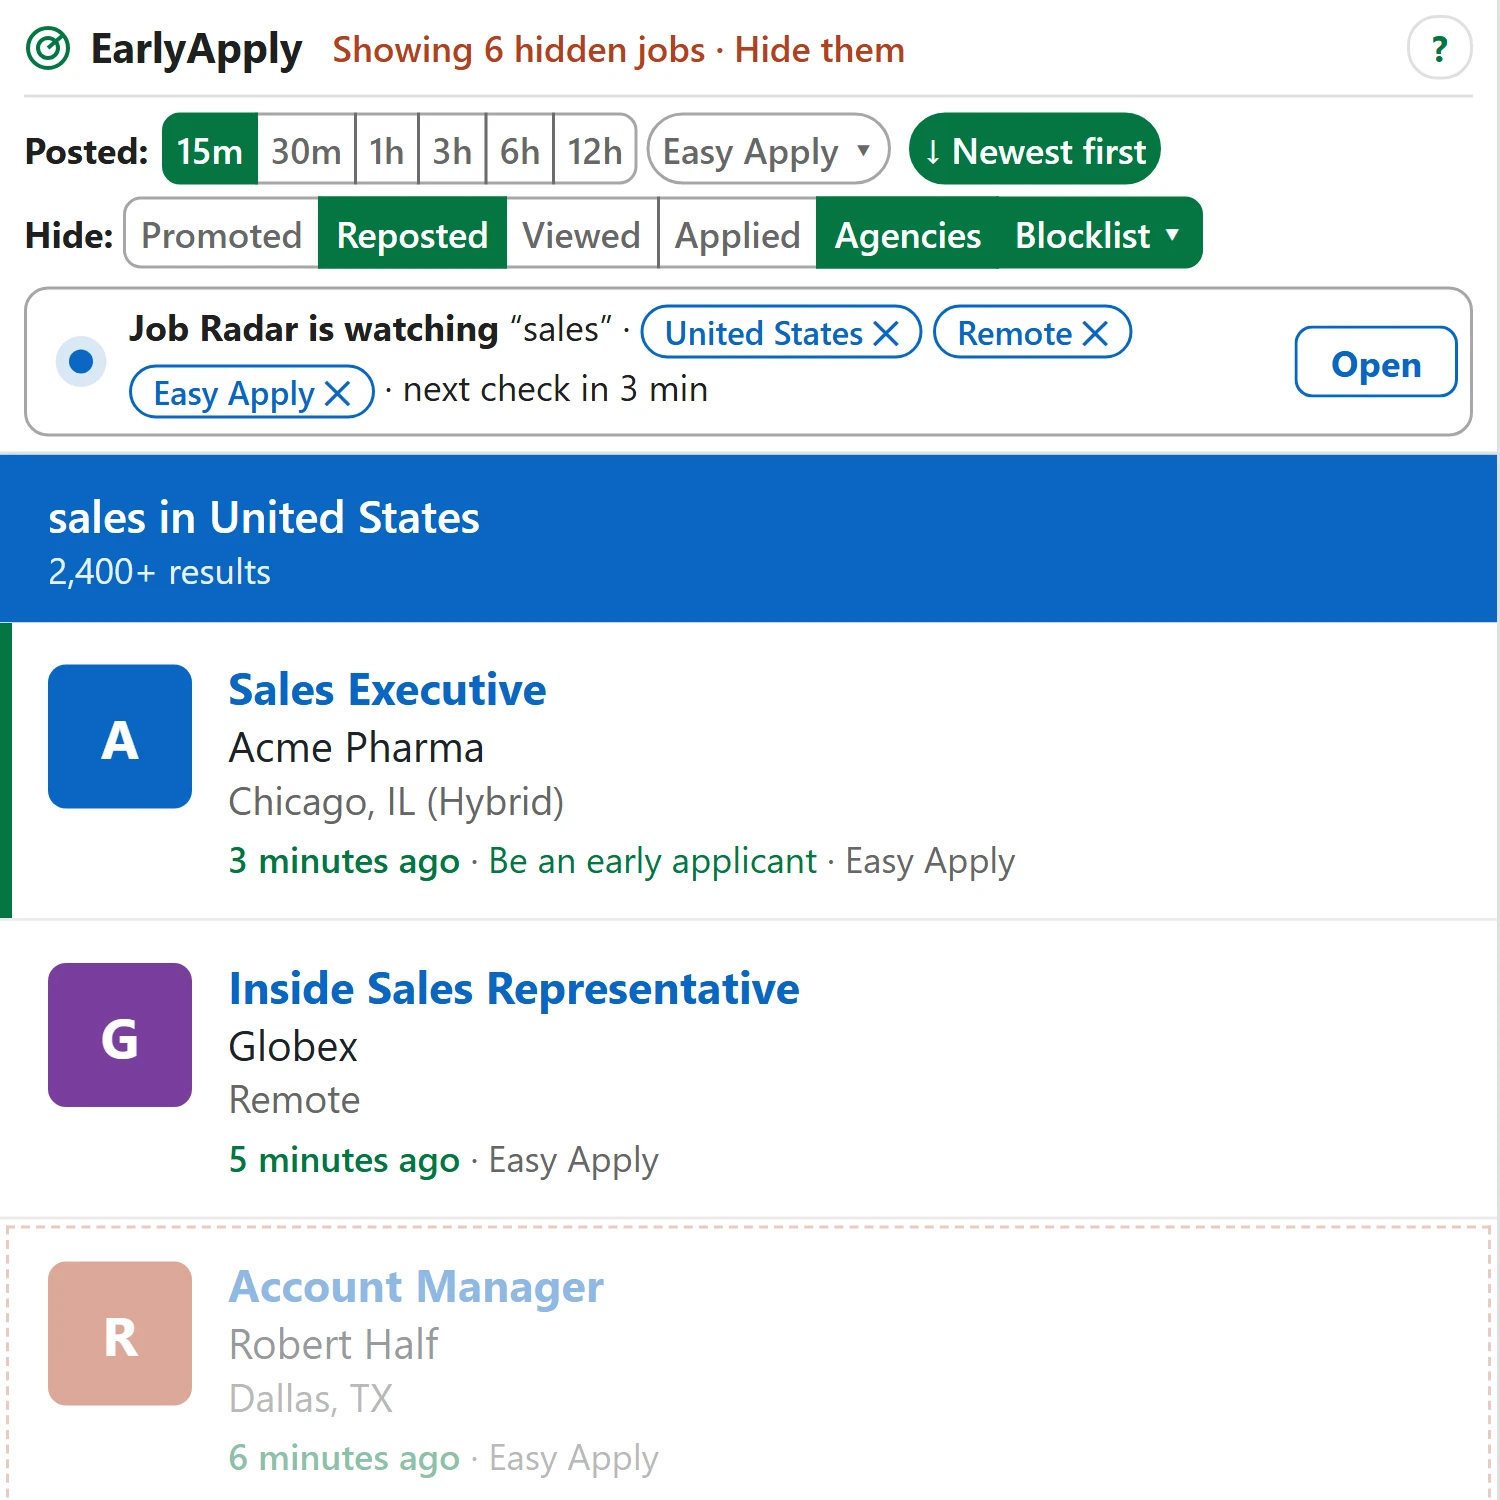 EarlyApply Showing 6 hidden jobs · Hide them ?
Posted: 15m 30m 1h 3h 6h 12h Easy Apply ▼ ↓ Newest first
Hide: Promoted Reposted Viewed Applied Agencies Blocklist ▼
Job Radar is watching “sales” · United States ✕ Remote ✕
Easy Apply ✕ · next check in 3 min
Open
sales in United States
2,400+ results
A
Sales Executive
Acme Pharma
Chicago, IL (Hybrid)
3 minutes ago · Be an early applicant · Easy Apply
G
Inside Sales Representative
Globex
Remote
5 minutes ago · Easy Apply
R
Account Manager
Robert Half
Dallas, TX
6 minutes ago · Easy Apply